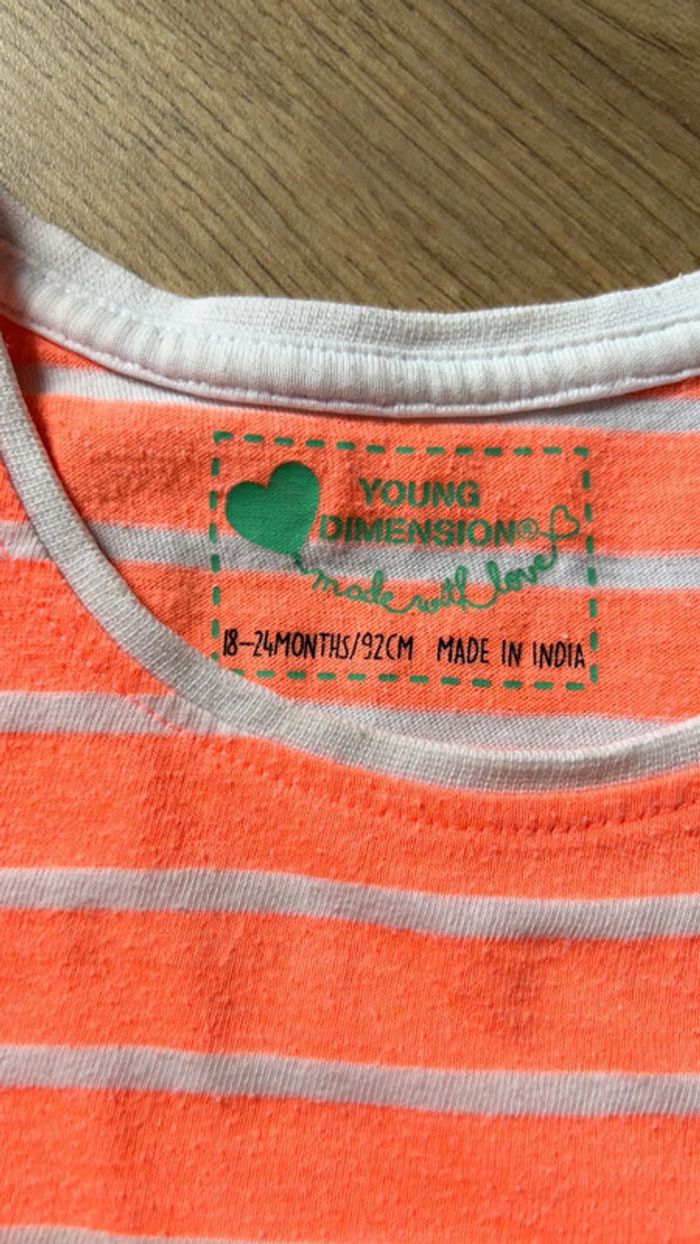 YOUNG
DIMENSION®
made with love
18-24MONTHS/92CM MADE IN INDIA